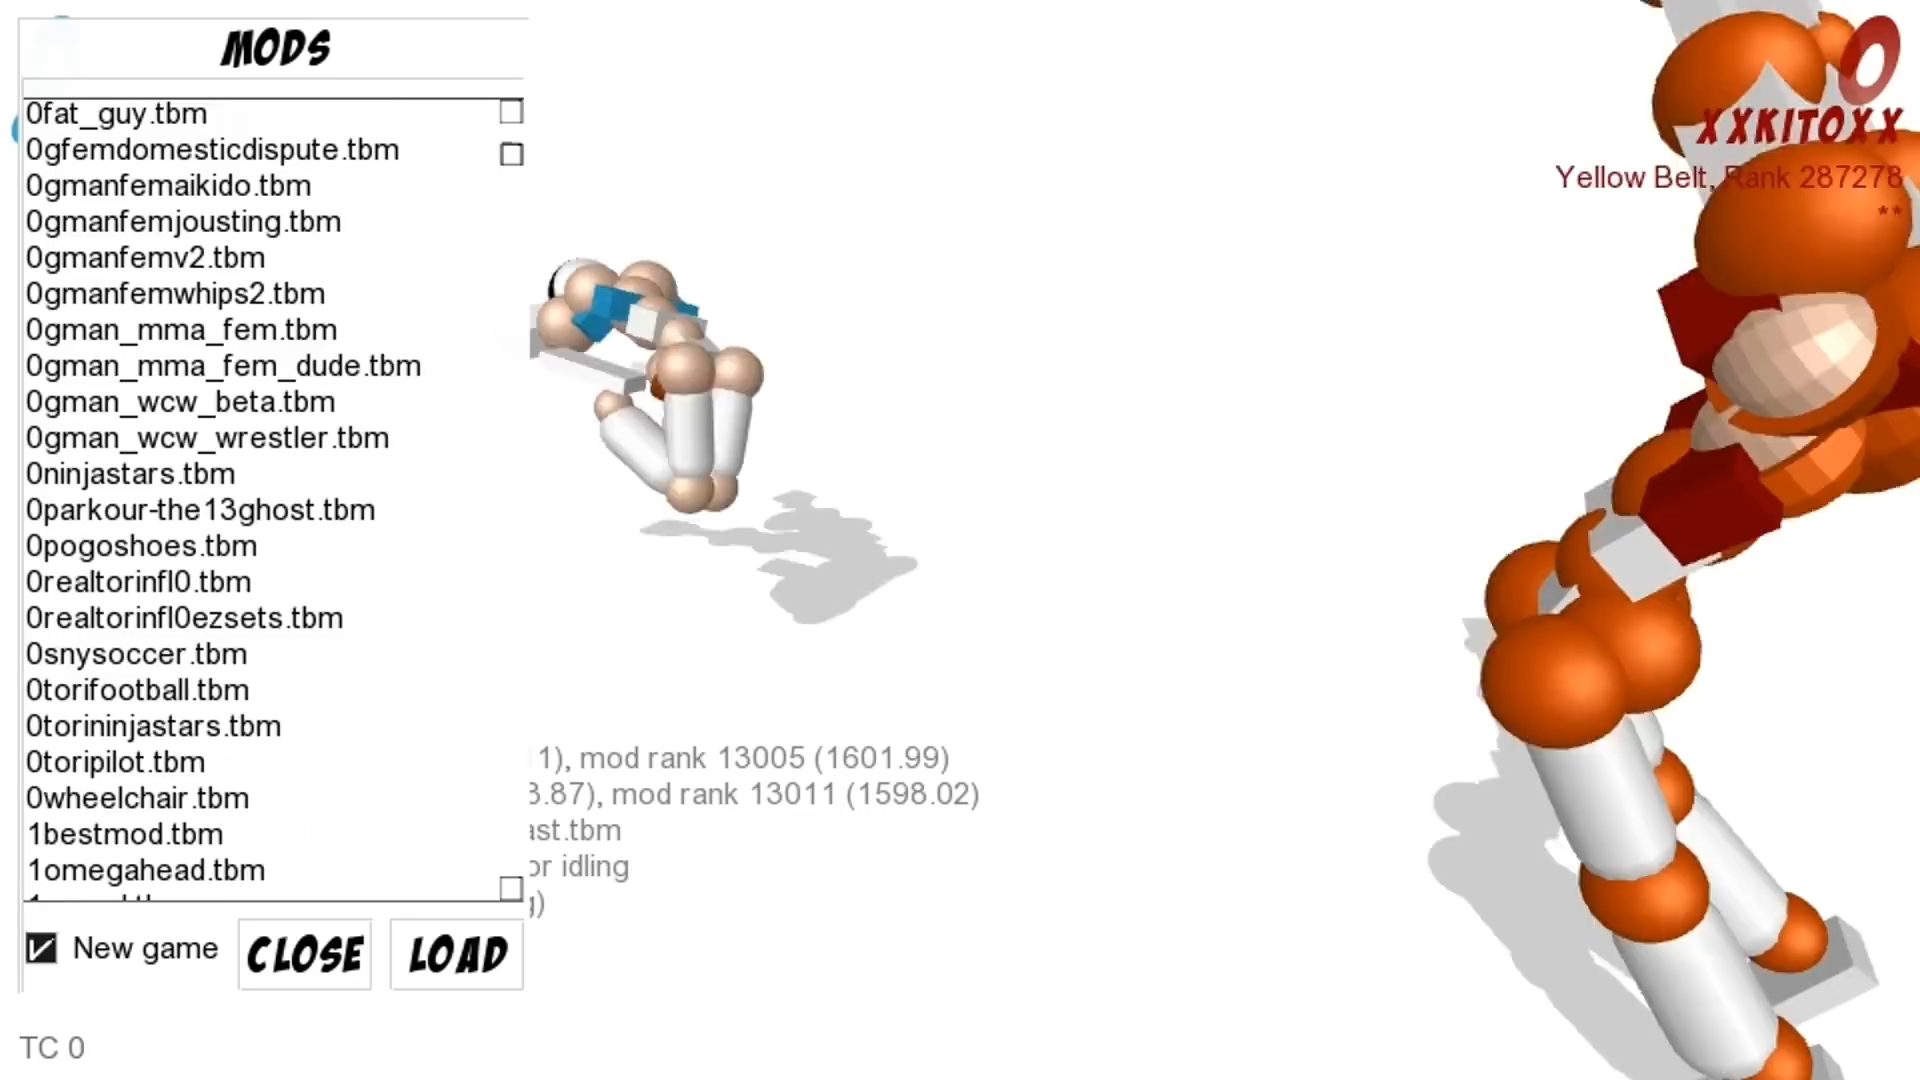 MODS
0fat_guy.tbm
0gfemdomesticdispute.tbm
0gmanfemaikido.tbm
0gmanfemjousting.tbm
0gmanfemv2.tbm
0gmanfemwhips2.tbm
0gman_mma_fem.tbm
0gman_mma_fem_dude.tbm
0gman_wcw_beta.tbm
0gman_wcw_wrestler.tbm
0ninjastars.tbm
0parkour-the13ghost.tbm
0pogoshoes.tbm
0realtorinfl0.tbm
0realtorinfl0ezsets.tbm
0snysoccer.tbm
0torifootball.tbm
0torininjastars.tbm
0toripilot.tbm
0wheelchair.tbm
1bestmod.tbm
1omegahead.tbm
New game
CLOSE
LOAD
TC 0
0
XXKITOXX
Yellow Belt, Rank 287278
**
1), mod rank 13005 (1601.99)
3.87), mod rank 13011 (1598.02)
ast.tbm
or idling